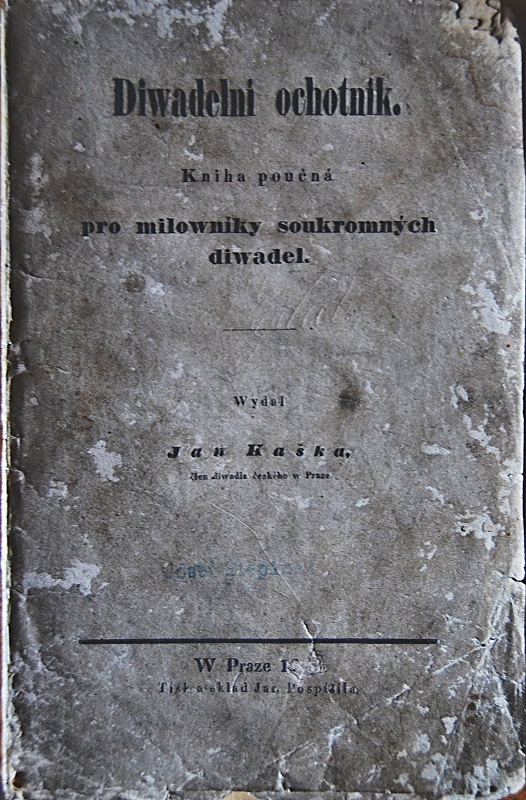 Diwadelní ochotník.
Kniha poučná
pro milowníky soukromných
diwadel.
Wydal
Jan Kaška,
člen diwadla českého w Praze.
Josef
W Praze
Tisk a sklad Jar. Pospíšila.